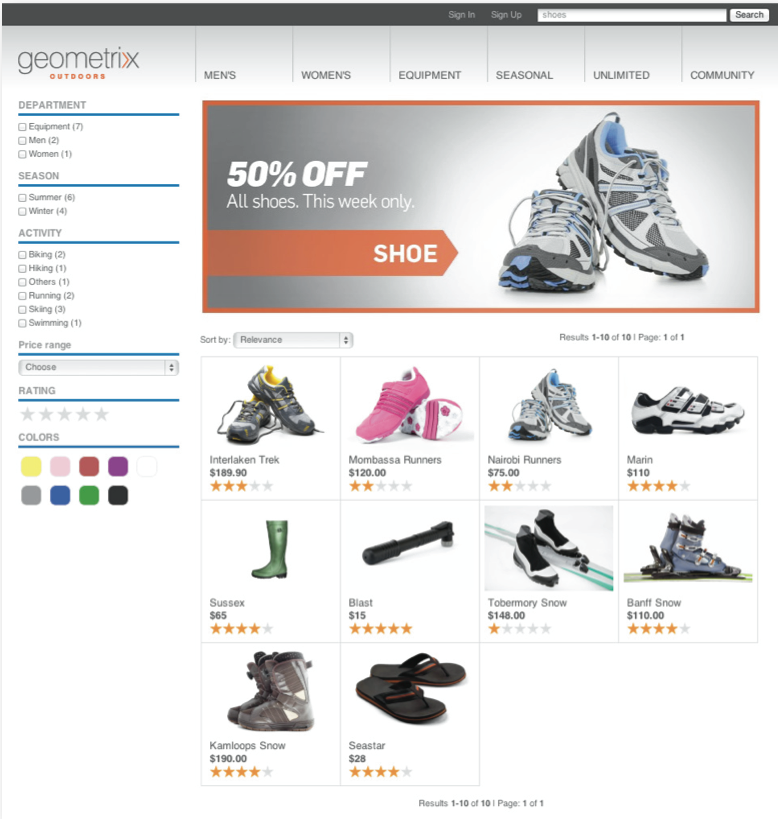 Sign In Sign Up shoes Search
geometrixx
OUTDOORS
MEN'S WOMEN'S EQUIPMENT SEASONAL UNLIMITED COMMUNITY
DEPARTMENT
Equipment (7)
Men (2)
Women (1)
SEASON
Summer (6)
Winter (4)
ACTIVITY
Biking (2)
Hiking (1)
Others (1)
Running (2)
Skiing (3)
Swimming (1)
Price range
Choose
RATING
COLORS
50% OFF
All shoes. This week only.
SHOE
Sort by: Relevance
Results 1-10 of 10 | Page: 1 of 1
Interlaken Trek
$189.90
Mombassa Runners
$120.00
Nairobi Runners
$75.00
Marin
$110
Sussex
$65
Blast
$15
Tobermory Snow
$148.00
Banff Snow
$110.00
Kamloops Snow
$190.00
Seastar
$28
Results 1-10 of 10 | Page: 1 of 1